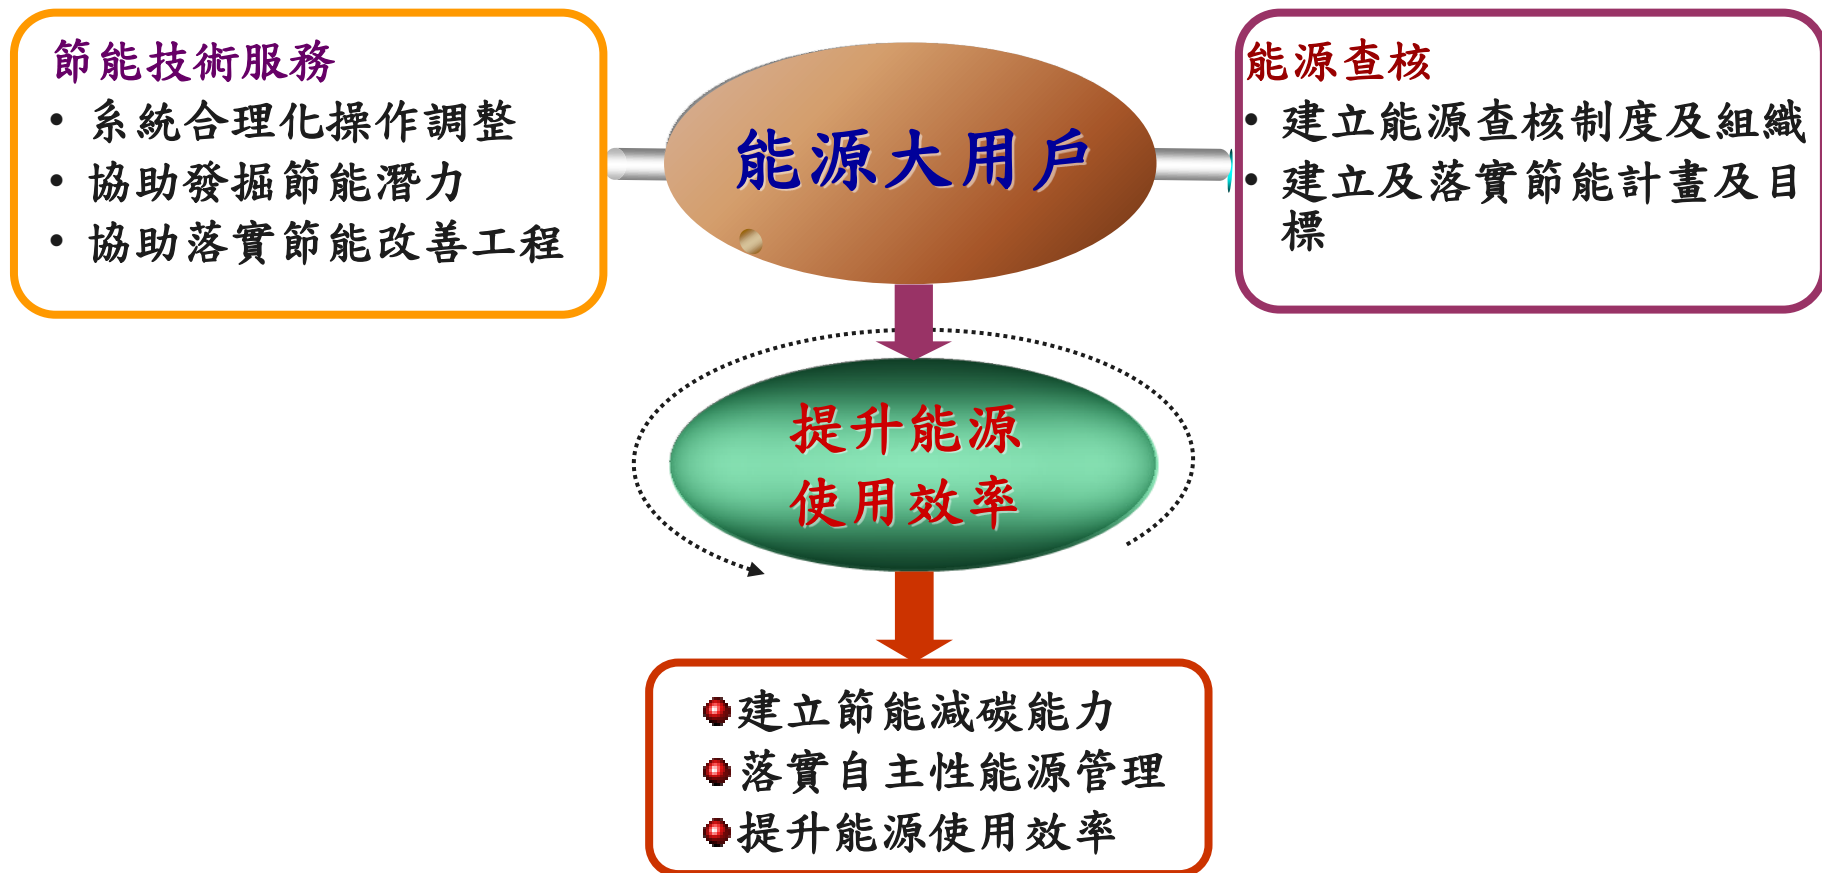 節能技術服務
• 系統合理化操作調整
• 協助發掘節能潛力
• 協助落實節能改善工程
能源大用戶
能源查核
• 建立能源查核制度及組織
• 建立及落實節能計畫及目
標
提升能源
使用效率
建立節能減碳能力
落實自主性能源管理
提升能源使用效率